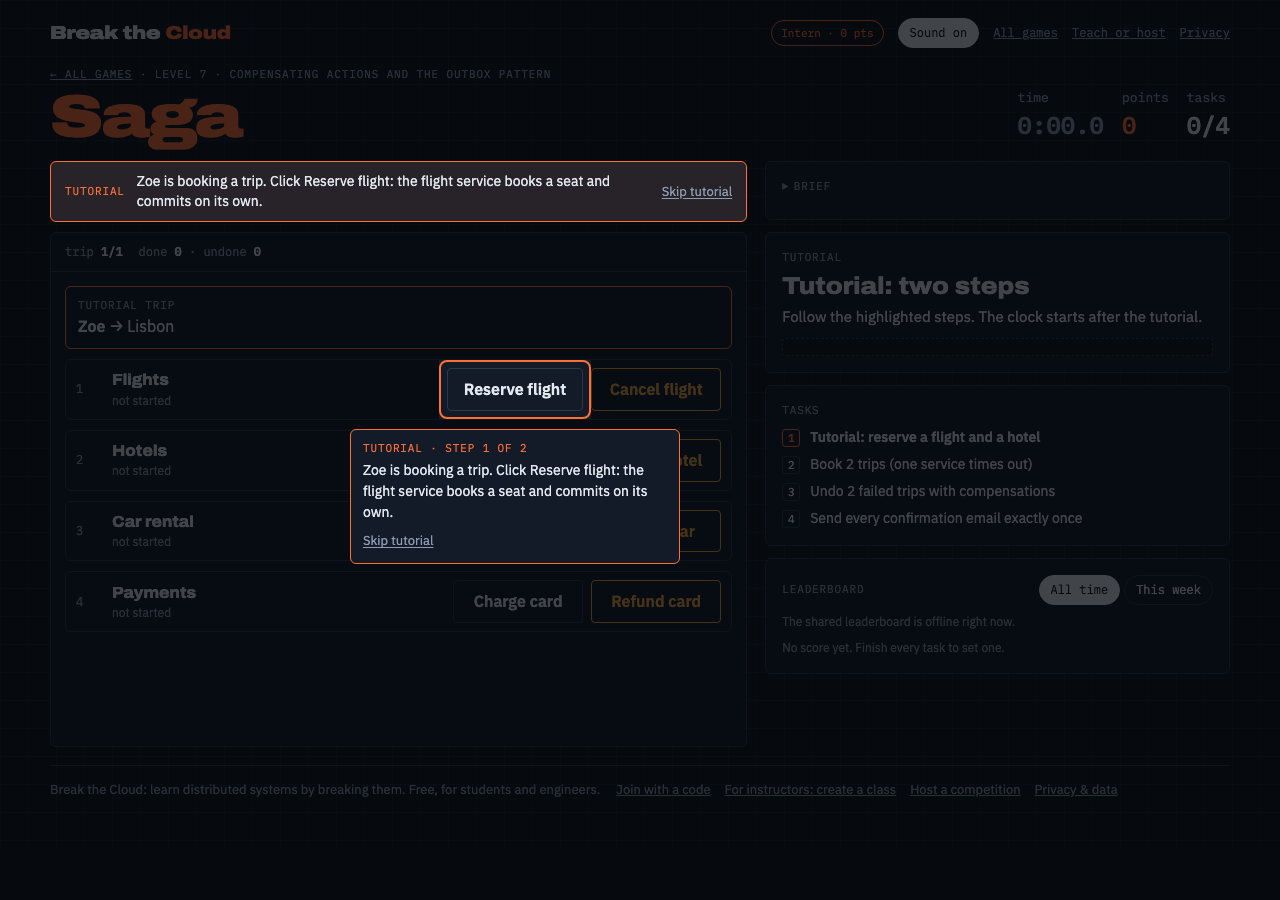 Break the Cloud
Intern · 0 pts
Sound on
All games
Teach or host
Privacy
← ALL GAMES · LEVEL 7 · COMPENSATING ACTIONS AND THE OUTBOX PATTERN
Saga
time
0:00.0
points
0
tasks
0/4
TUTORIAL
Zoe is booking a trip. Click Reserve flight: the flight service books a seat and
commits on its own.
Skip tutorial
▶ BRIEF
trip 1/1 done 0 · undone 0
TUTORIAL TRIP
Zoe → Lisbon
1
Flights
not started
Reserve flight
Cancel flight
2
Hotels
not started
3
Car rental
not started
TUTORIAL · STEP 1 OF 2
Zoe is booking a trip. Click Reserve flight: the
flight service books a seat and commits on its
own.
Skip tutorial
4
Payments
not started
Charge card
Refund card
TUTORIAL
Tutorial: two steps
Follow the highlighted steps. The clock starts after the tutorial.
TASKS
1 Tutorial: reserve a flight and a hotel
2 Book 2 trips (one service times out)
3 Undo 2 failed trips with compensations
4 Send every confirmation email exactly once
LEADERBOARD
All time
This week
The shared leaderboard is offline right now.
No score yet. Finish every task to set one.
Break the Cloud: learn distributed systems by breaking them. Free, for students and engineers.
Join with a code
For instructors: create a class
Host a competition
Privacy & data